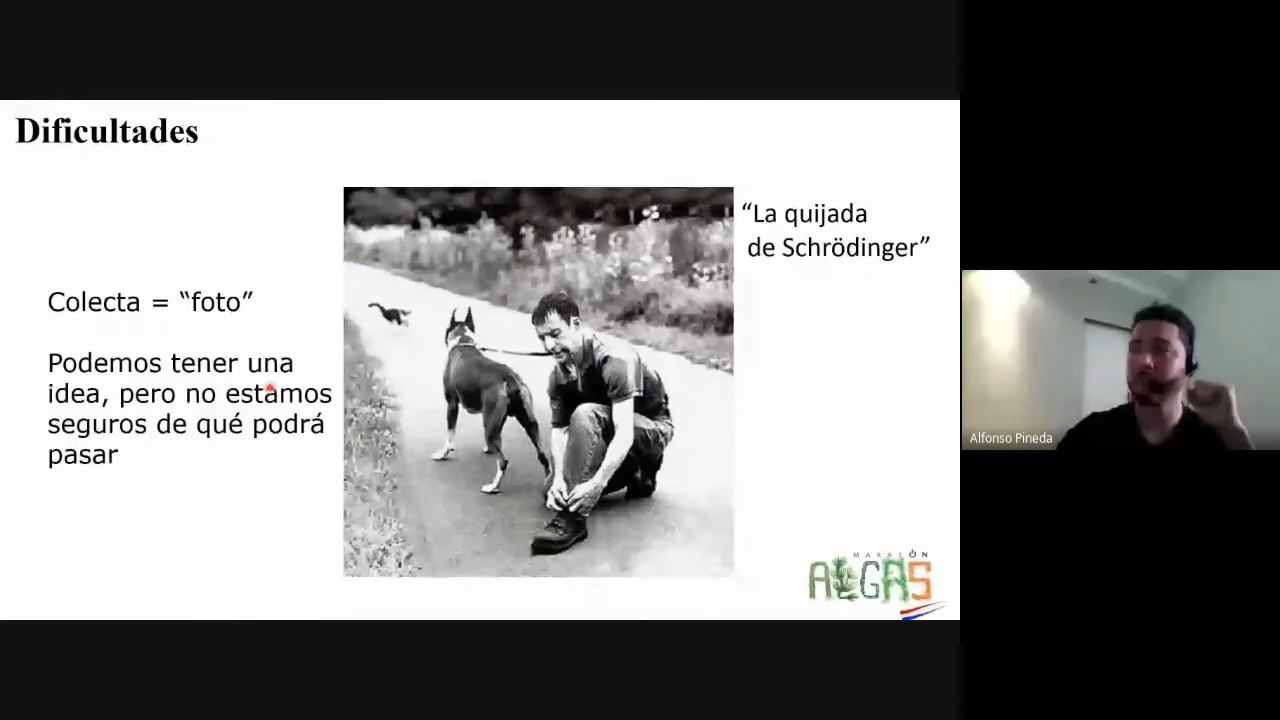 Dificultades
“La quijada
de Schrödinger”
Colecta = “foto”
Podemos tener una
idea, pero no estamos
seguros de qué podrá
pasar
Alfonso Pineda
MARATÓN
ALGAS